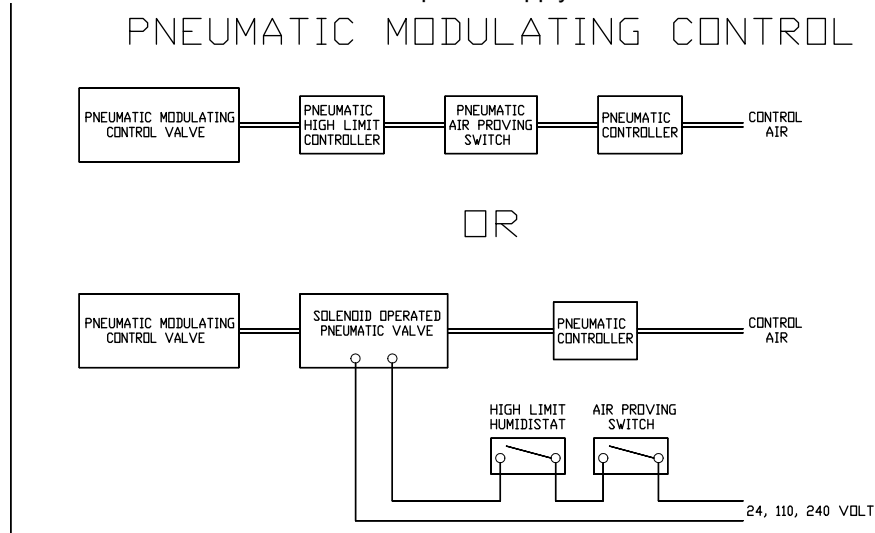 PNEUMATIC MODULATING CONTROL
PNEUMATIC MODULATING
CONTROL VALVE
PNEUMATIC
HIGH LIMIT
CONTROLLER
PNEUMATIC
AIR PROVING
SWITCH
PNEUMATIC
CONTROLLER
CONTROL
AIR
OR
PNEUMATIC MODULATING
CONTROL VALVE
SOLENOID OPERATED
PNEUMATIC VALVE
PNEUMATIC
CONTROLLER
CONTROL
AIR
HIGH LIMIT
HUMIDISTAT
AIR PROVING
SWITCH
24, 110, 240 VOLT